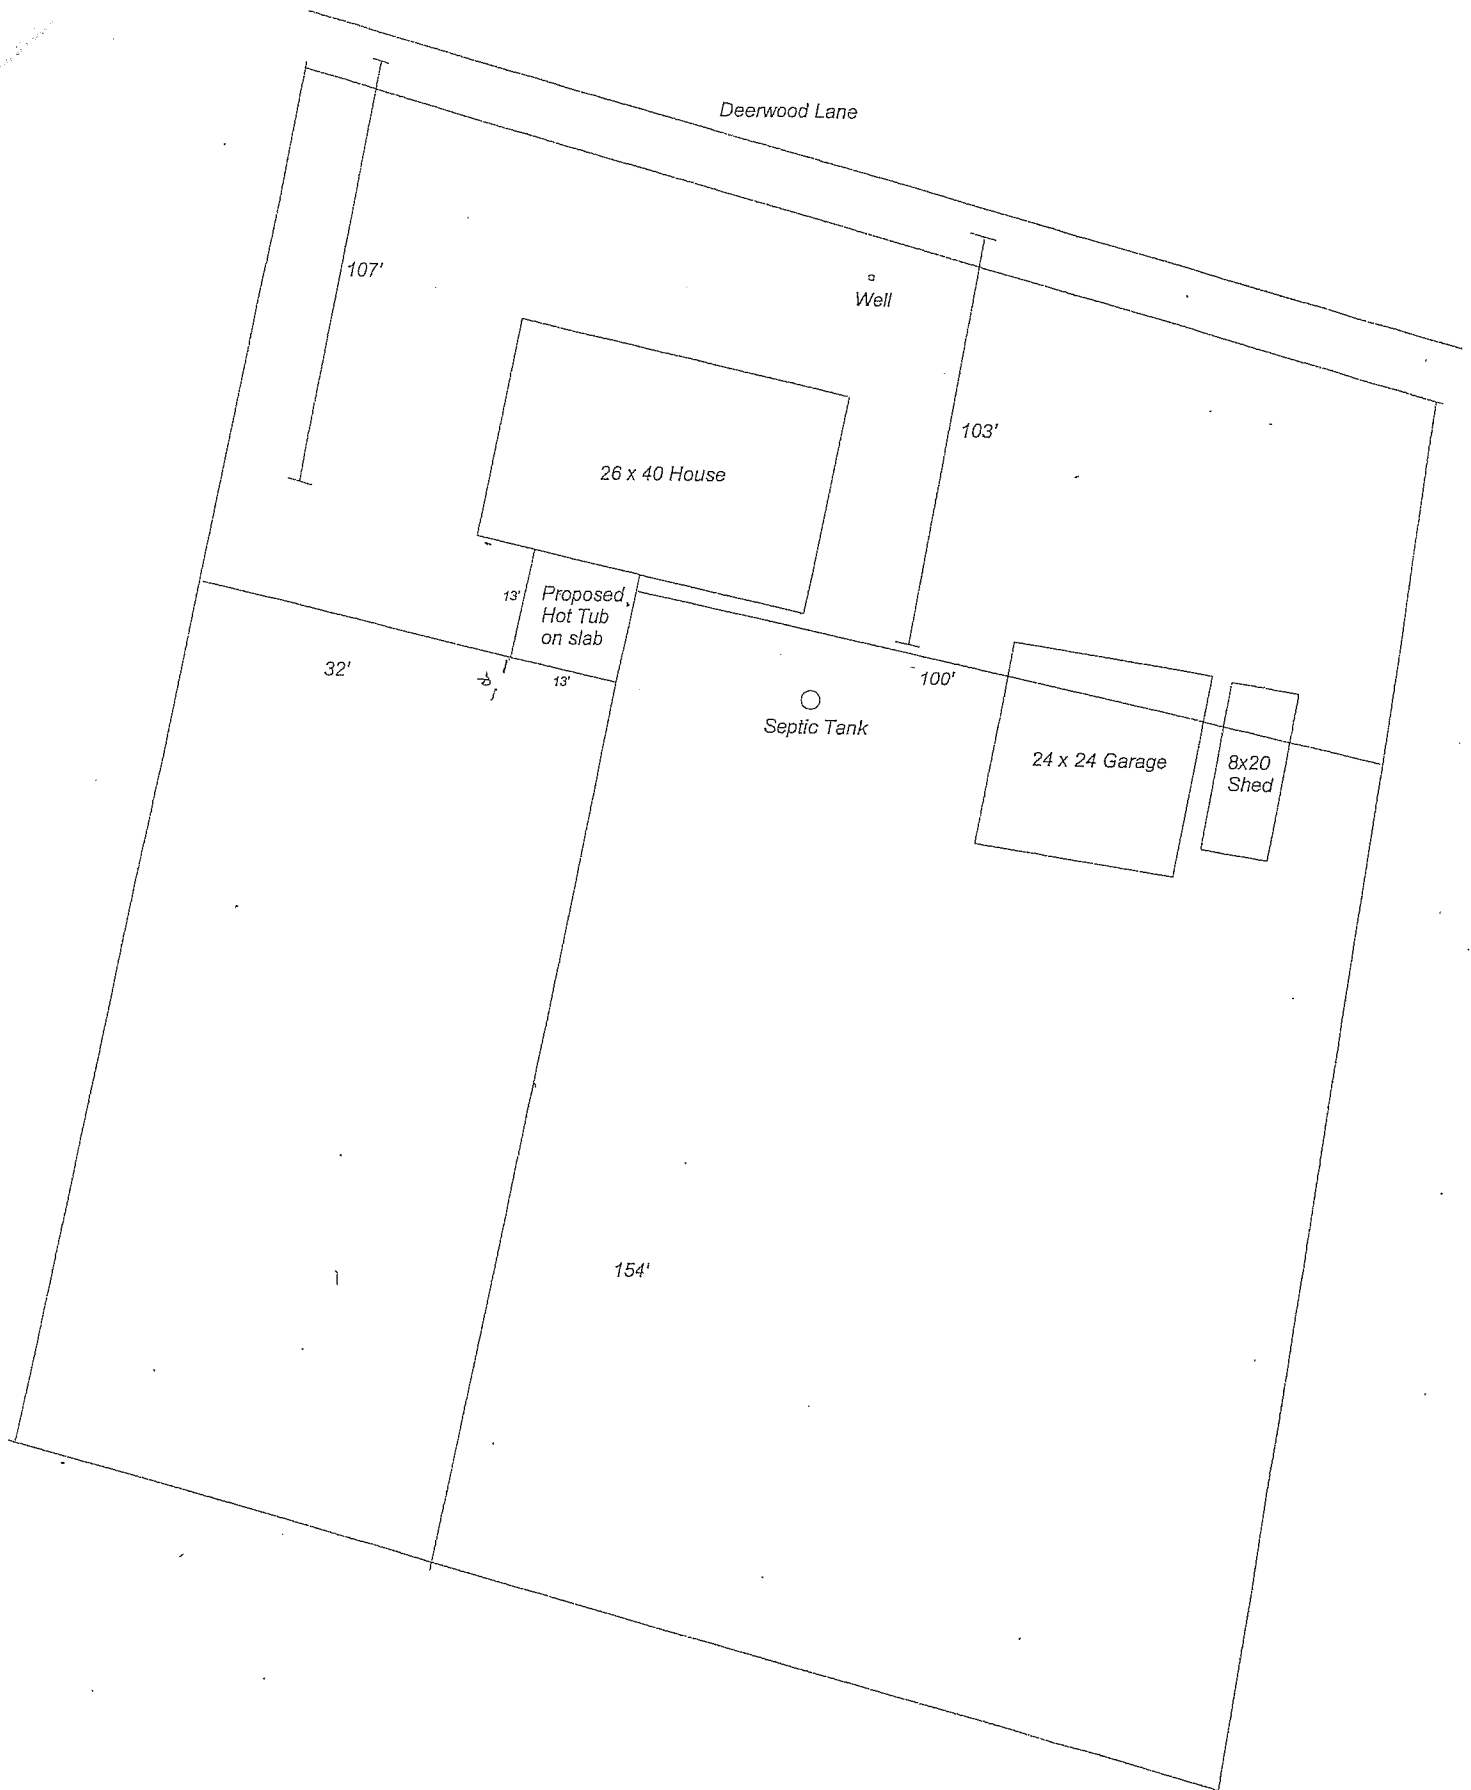 Deerwood Lane
107'
Well
103'
26 x 40 House
13'
Proposed
Hot Tub
on slab
13'
32'
100'
Septic Tank
24 x 24 Garage
8x20
Shed
154'